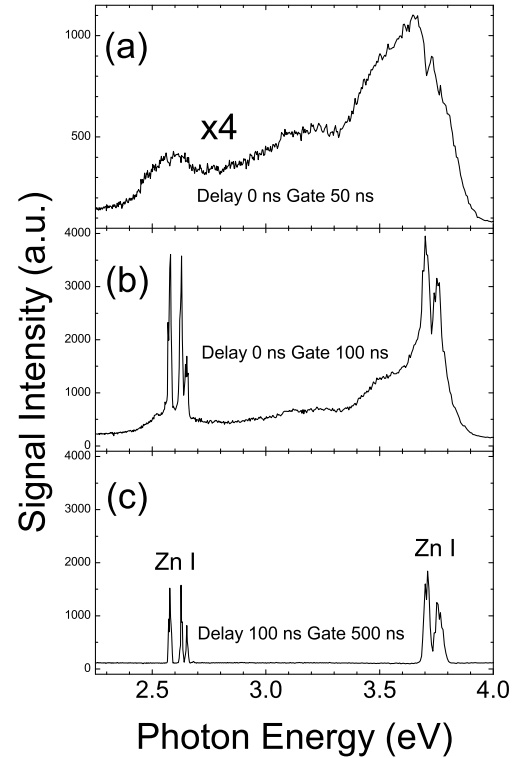 (a)
x4
Delay 0 ns Gate 50 ns
1000
500
(b)
Delay 0 ns Gate 100 ns
4000
3000
2000
1000
0
(c)
Zn I
Zn I
Delay 100 ns Gate 500 ns
4000
3000
2000
1000
0
2.5 3.0 3.5 4.0
Signal Intensity (a.u.)
Photon Energy (eV)